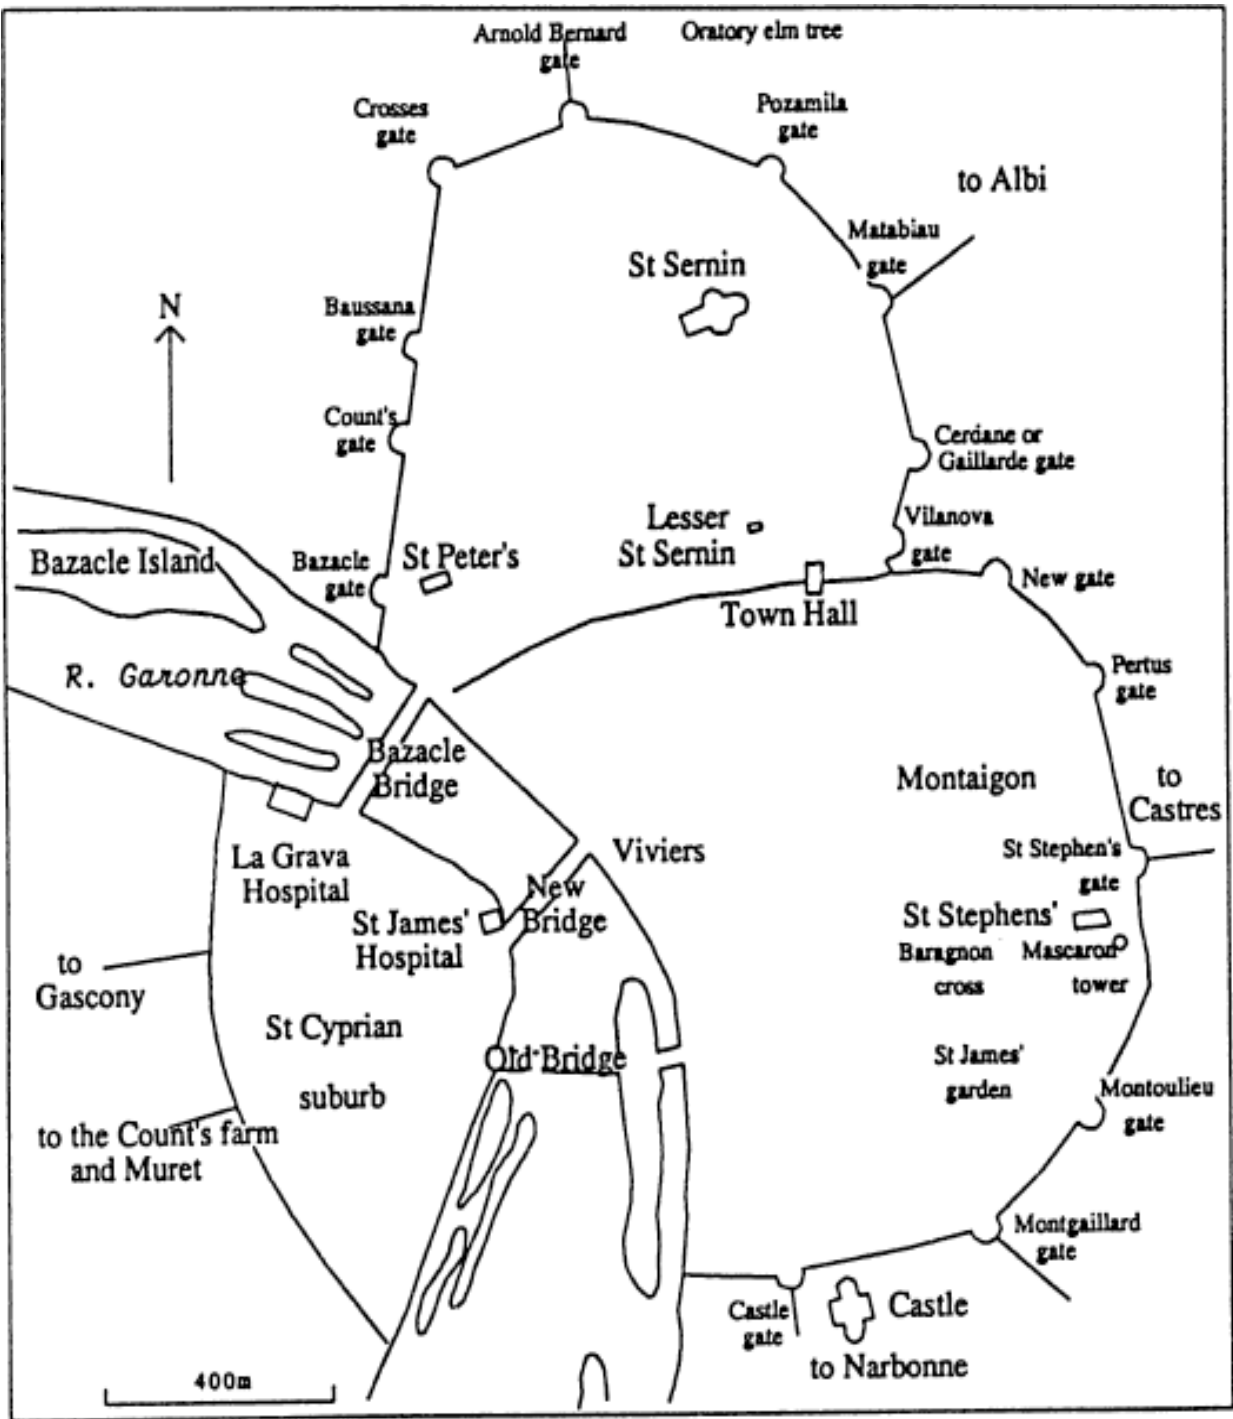 Arnold Bernard
gate
Oratory elm tree
Crosses
gate
Pozamila
gate
to Albi
Matabiau
gate
St Sernin
N
Baussana
gate
Count's
gate
Cerdane or
Gaillarde gate
Lesser
St Sernin
Vilanova
gate
Bazacle Island
Bazacle
gate
St Peter's
New gate
Town Hall
R. Garonne
Pertus
gate
Bazacle
Bridge
Montaigon
to
Castres
La Grava
Hospital
Viviers
St Stephen's
gate
New
Bridge
St James'
Hospital
St Stephens'
Baragnon
cross
Mascaron
tower
to
Gascony
St Cyprian
suburb
Old Bridge
St James'
garden
Montoulieu
gate
to the Count's farm
and Muret
Montgaillard
gate
Castle
gate
Castle
to Narbonne
400m